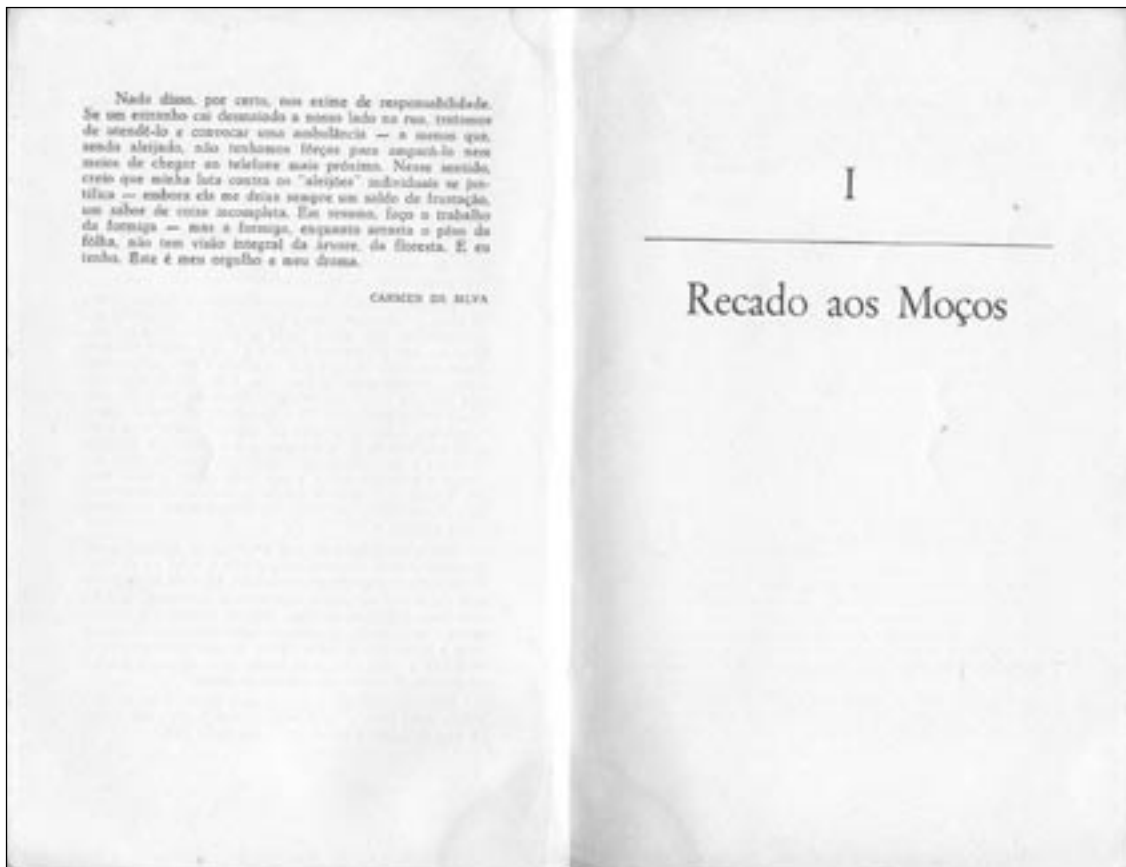 Nada disso, por certo, nos exime de responsabilidade.
Se um estranho cai desmaiado a nosso lado na rua, tratamos
de atendê-lo e convocar uma ambulância — a menos que,
sendo aleijado, não tenhamos fôrças para ampará-lo nem
meios de chegar ao telefone mais próximo. Nesse sentido,
creio que minha luta contra os "aleijões" individuais se jus-
tifica — embora ela me deixe sempre um saldo de frustação,
um sabor de coisa incompleta. Em resumo, faço o trabalho
da formiga — mas a formiga, enquanto arrasta o pêso da
fôlha, não tem visão integral da árvore, da floresta. E eu
tenho. Este é meu orgulho e meu drama.
CARMEN DA SILVA
I
Recado aos Moços